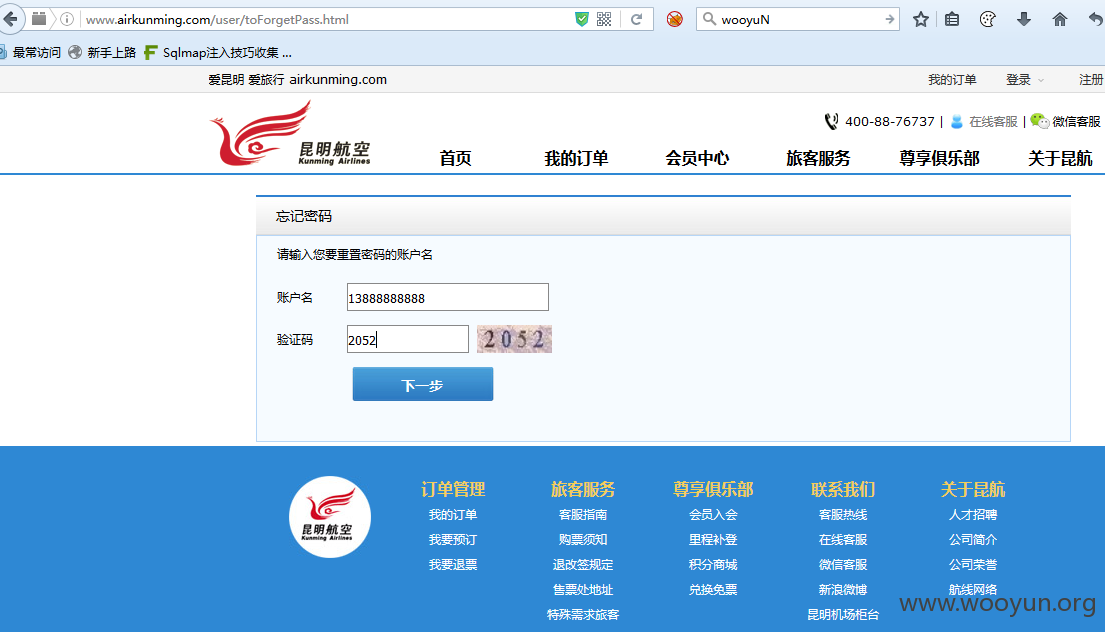 www.airkunming.com/user/toForgetPass.html
wooyuN
最常访问 新手上路 Sqlmap注入技巧收集 ...
爱昆明 爱旅行 airkunming.com 我的订单 登录 注册
昆明航空
Kunming Airlines
400-88-76737 | 在线客服 | 微信客服
首页 我的订单 会员中心 旅客服务 尊享俱乐部 关于昆航
忘记密码
请输入您要重置密码的账户名
账户名 13888888888
验证码 2052 2052
下一步
昆明航空
Kunming Airlines
订单管理 旅客服务 尊享俱乐部 联系我们 关于昆航
我的订单 客服指南 会员入会 客服热线 人才招聘
我要预订 购票须知 里程补登 在线客服 公司简介
我要退票 退改签规定 积分商城 微信客服 公司荣誉
售票处地址 兑换免票 新浪微博 航线网络
特殊需求旅客 昆明机场柜台
www.wooyun.org